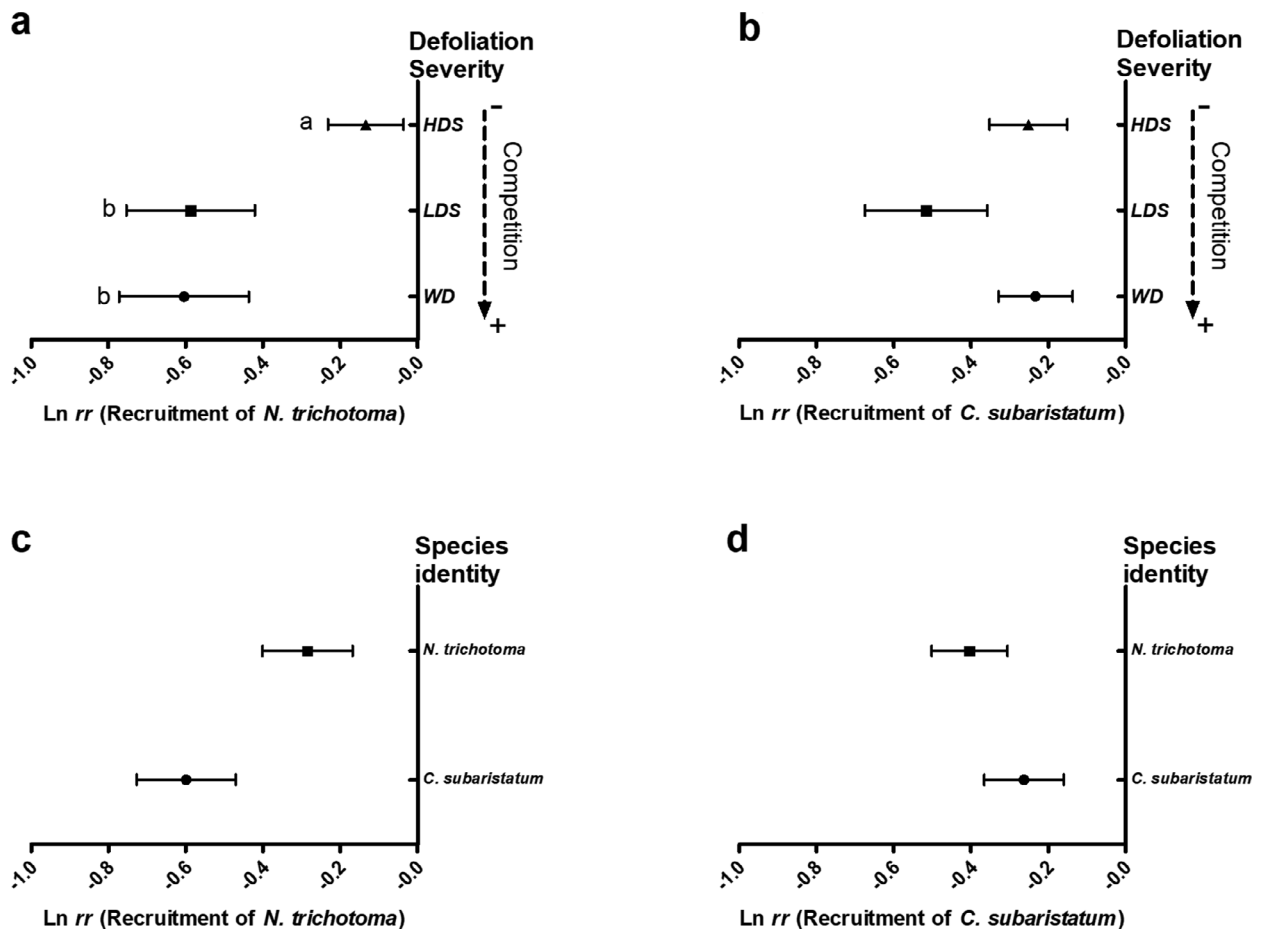 a
Defoliation
Severity
a
HDS
b
LDS
b
WD
-
Competition
+
-1.0
-0.8
-0.6
-0.4
-0.2
-0.0
Ln rr (Recruitment of N. trichotoma)
b
Defoliation
Severity
HDS
LDS
WD
-
Competition
+
-1.0
-0.8
-0.6
-0.4
-0.2
-0.0
Ln rr (Recruitment of C. subaristatum)
c
Species
identity
N. trichotoma
C. subaristatum
-1.0
-0.8
-0.6
-0.4
-0.2
-0.0
Ln rr (Recruitment of N. trichotoma)
d
Species
identity
N. trichotoma
C. subaristatum
-1.0
-0.8
-0.6
-0.4
-0.2
-0.0
Ln rr (Recruitment of C. subaristatum)